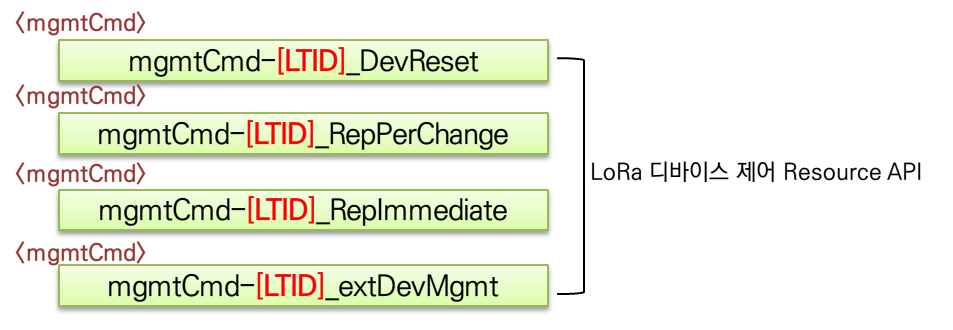 〈mgmtCmd〉
mgmtCmd-[LTID]_DevReset
〈mgmtCmd〉
mgmtCmd-[LTID]_RepPerChange
〈mgmtCmd〉
mgmtCmd-[LTID]_RepImmediate
〈mgmtCmd〉
mgmtCmd-[LTID]_extDevMgmt
LoRa 디바이스 제어 Resource API